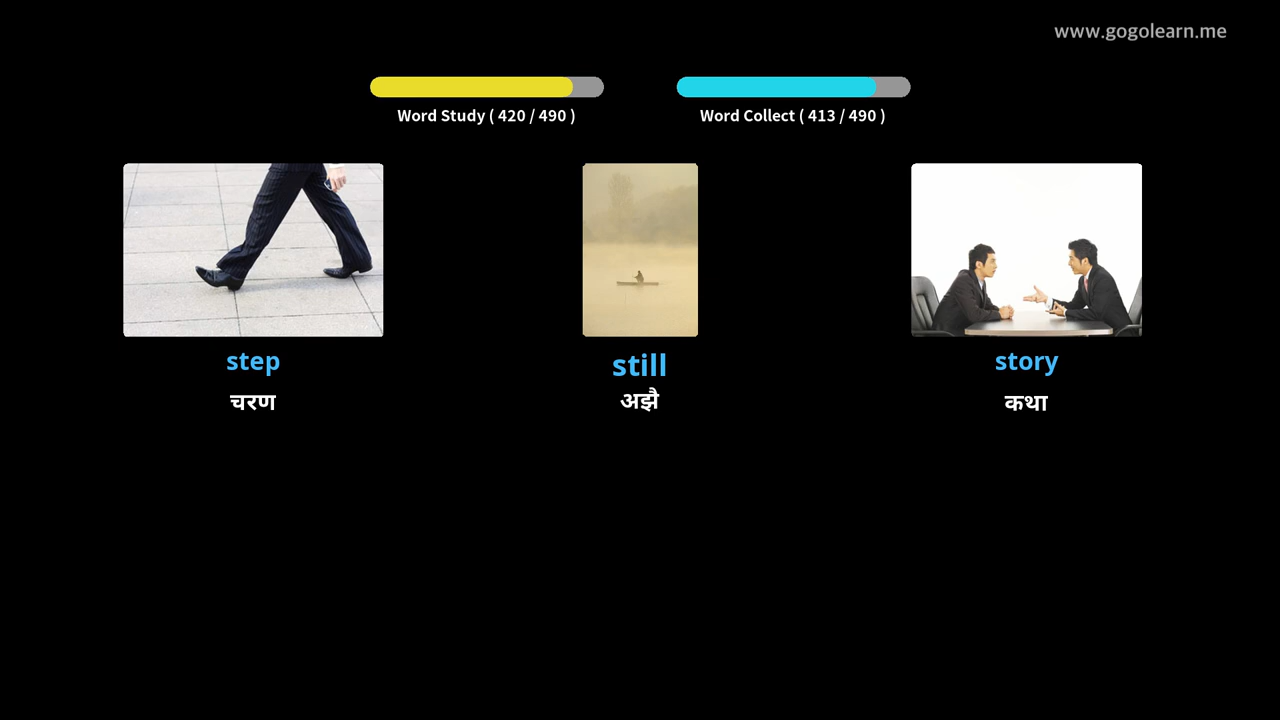 www.gogolearn.me
Word Study ( 420 / 490 )
Word Collect ( 413 / 490 )
step
still
story
चरण
अझै
कथा